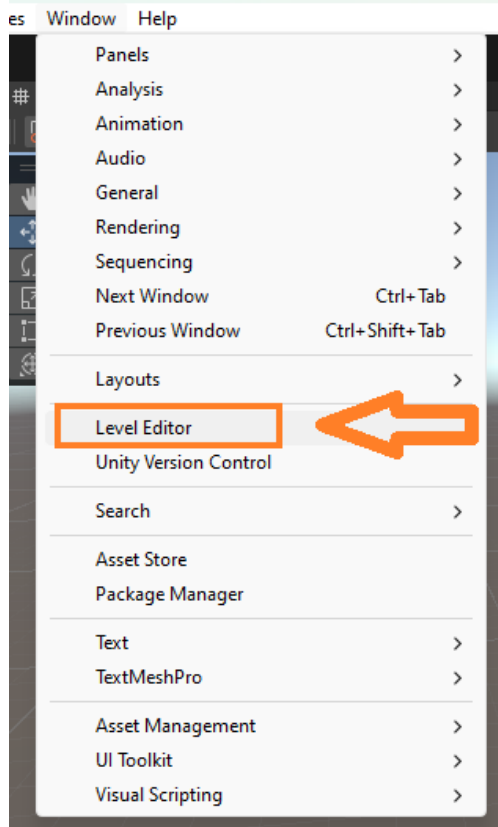 es Window Help
Panels
Analysis
Animation
Audio
General
Rendering
Sequencing
Next Window Ctrl+Tab
Previous Window Ctrl+Shift+Tab
Layouts
Level Editor
Unity Version Control
Search
Asset Store
Package Manager
Text
TextMeshPro
Asset Management
UI Toolkit
Visual Scripting